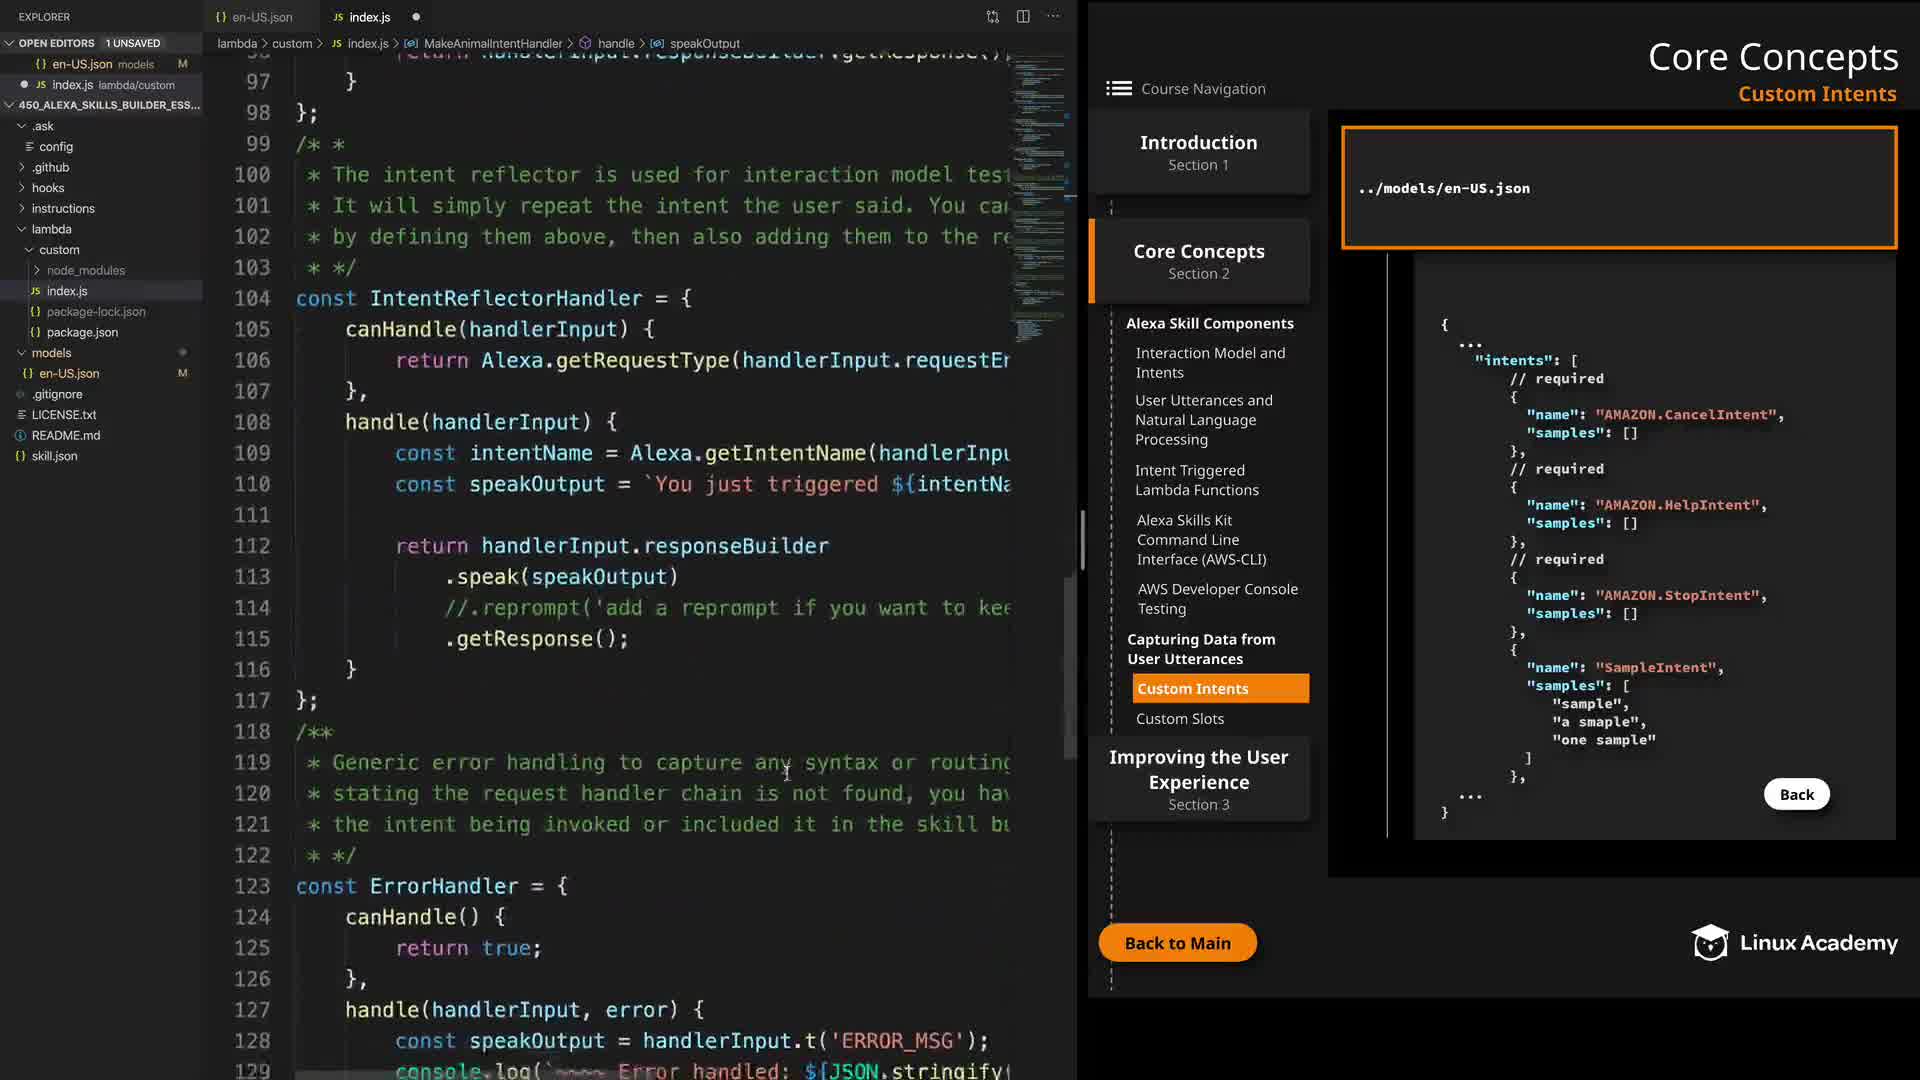 EXPLORER
OPEN EDITORS 1 UNSAVED
{} en-US.json models M
JS index.js lambda/custom
450_ALEXA_SKILLS_BUILDER_ESS...
.ask
config
.github
hooks
instructions
lambda
custom
node_modules
JS index.js
{} package-lock.json
{} package.json
models
{} en-US.json M
.gitignore
LICENSE.txt
README.md
{} skill.json
{} en-US.json
JS index.js
lambda > custom > JS index.js > MakeAnimalIntentHandler > handle > speakOutput
96 return handlerInput.responseBuilder.getResponse()
97 }
98 };
99 /* *
100 * The intent reflector is used for interaction model tes
101 * It will simply repeat the intent the user said. You ca
102 * by defining them above, then also adding them to the re
103 * */
104 const IntentReflectorHandler = {
105 canHandle(handlerInput) {
106 return Alexa.getRequestType(handlerInput.requestE
107 },
108 handle(handlerInput) {
109 const intentName = Alexa.getIntentName(handlerInpu
110 const speakOutput = `You just triggered ${intentNa
111
112 return handlerInput.responseBuilder
113 .speak(speakOutput)
114 //.reprompt('add a reprompt if you want to kee
115 .getResponse();
116 }
117 };
118 /**
119 * Generic error handling to capture any syntax or routing
120 * stating the request handler chain is not found, you hav
121 * the intent being invoked or included it in the skill bu
122 * */
123 const ErrorHandler = {
124 canHandle() {
125 return true;
126 },
127 handle(handlerInput, error) {
128 const speakOutput = handlerInput.t('ERROR_MSG');
129 console.log(`~~~~ Error handled: ${JSON.stringify(
Core Concepts
Custom Intents
Course Navigation
Introduction
Section 1
Core Concepts
Section 2
Alexa Skill Components
Interaction Model and
Intents
User Utterances and
Natural Language
Processing
Intent Triggered
Lambda Functions
Alexa Skills Kit
Command Line
Interface (AWS-CLI)
AWS Developer Console
Testing
Capturing Data from
User Utterances
Custom Intents
Custom Slots
Improving the User
Experience
Section 3
Back to Main
../models/en-US.json
{
...
"intents": [
// required
{
"name": "AMAZON.CancelIntent",
"samples": []
},
// required
{
"name": "AMAZON.HelpIntent",
"samples": []
},
// required
{
"name": "AMAZON.StopIntent",
"samples": []
},
{
"name": "SampleIntent",
"samples": [
"sample",
"a smaple",
"one sample"
]
},
...
}
Back
Linux Academy